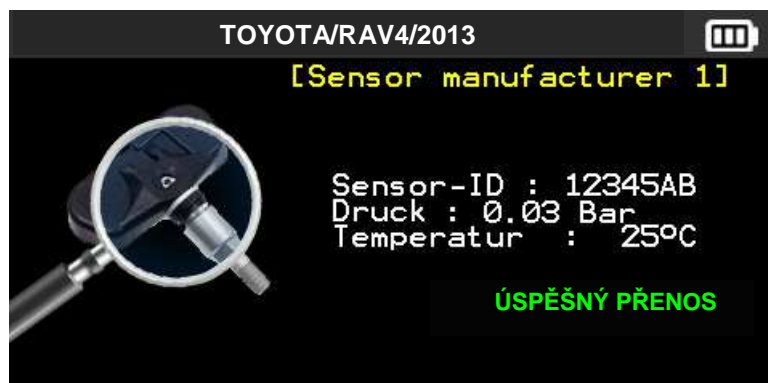 TOYOTA/RAV4/2013
[Sensor manufacturer 1]
Sensor-ID : 12345AB
Druck : 0.03 Bar
Temperatur : 25ºC
ÚSPĚŠNÝ PŘENOS